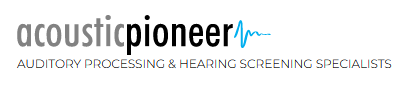 acousticpioneer
AUDITORY PROCESSING & HEARING SCREENING SPECIALISTS